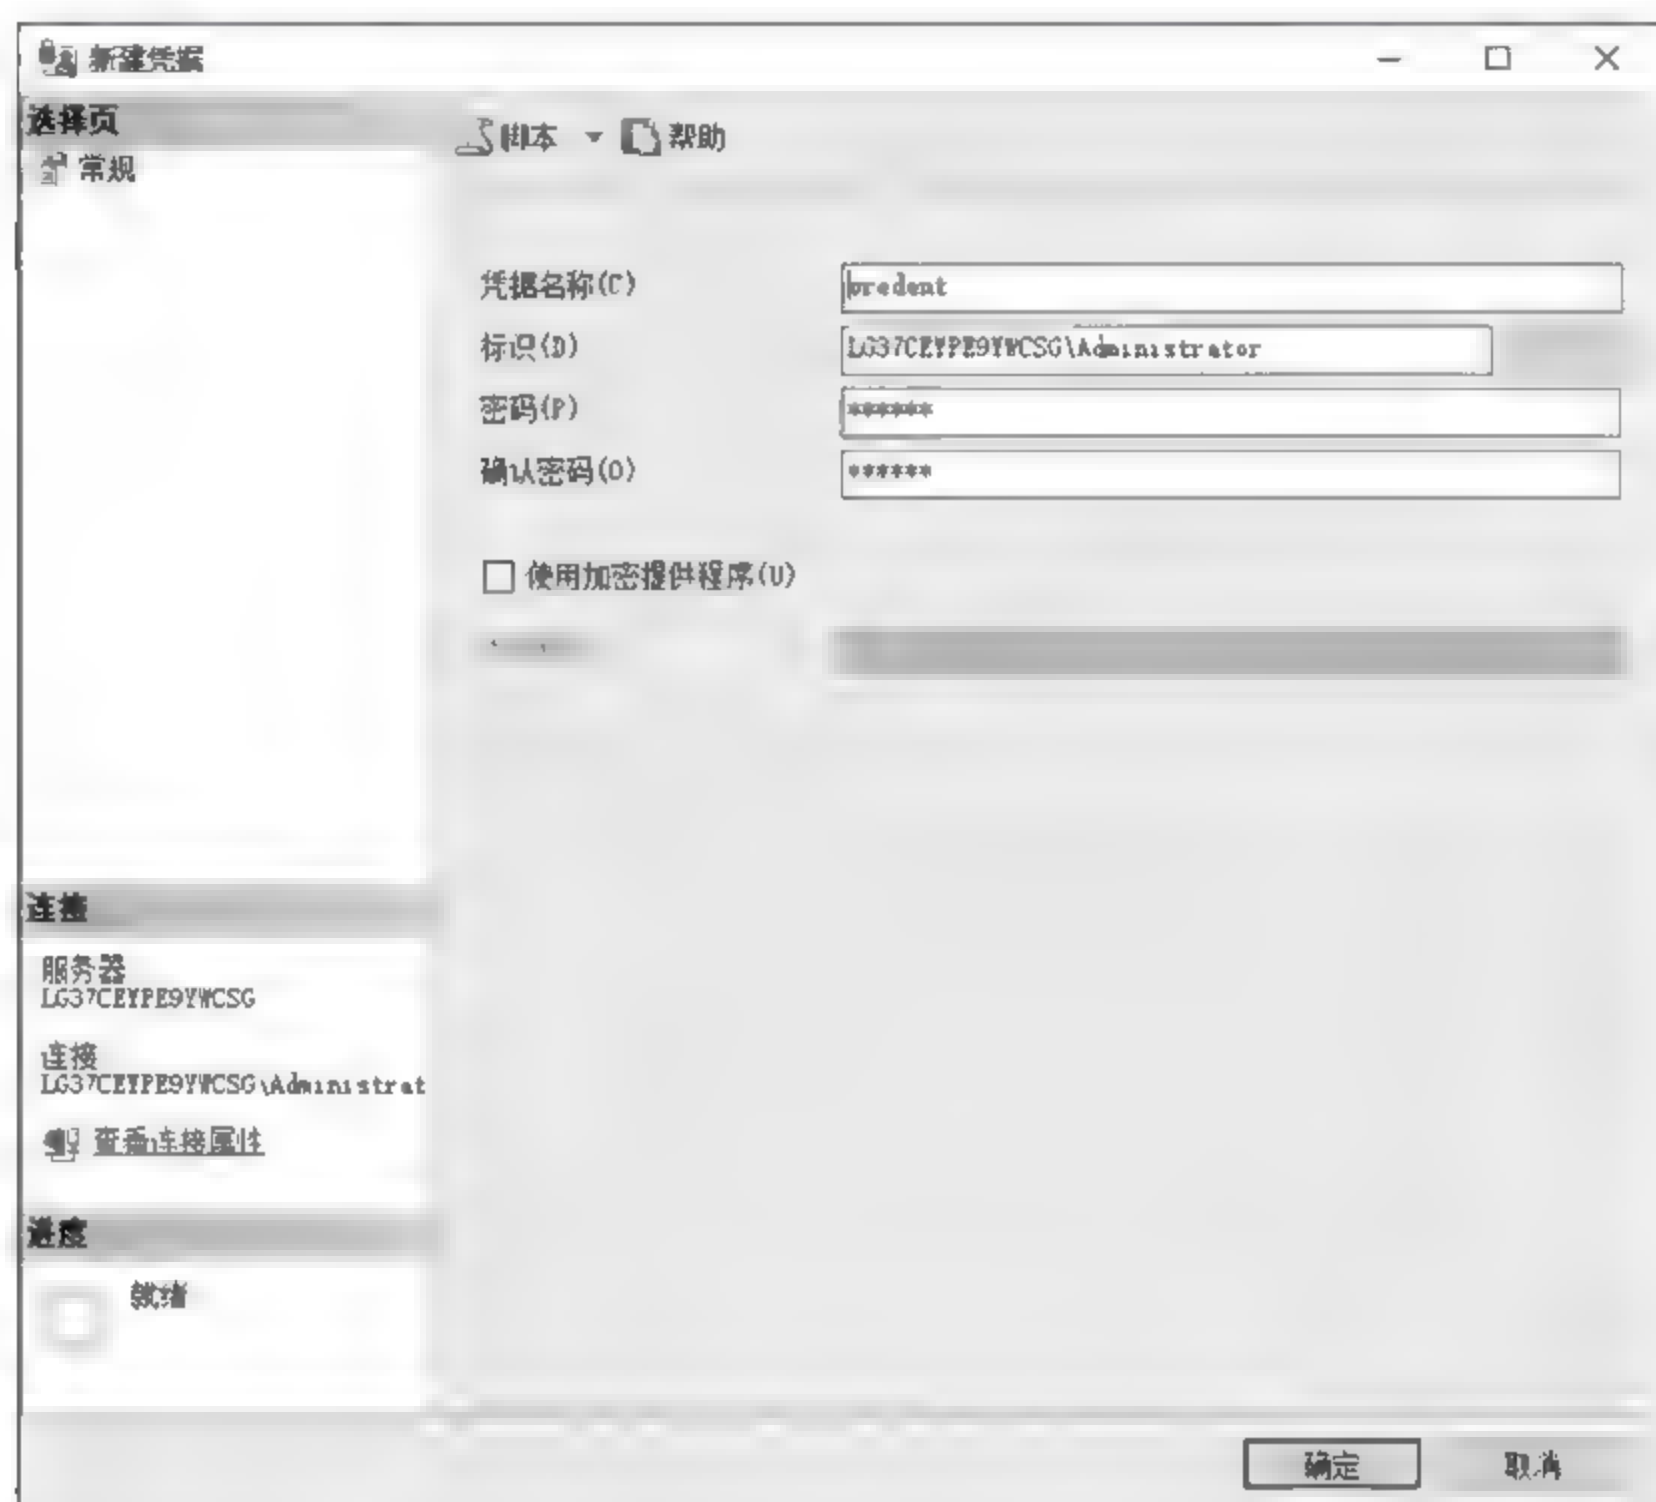 新建凭据
选择页
常规
脚本 帮助
凭据名称(C)
credent
标识(D)
LG37CEYPE9YWCSG\Administrator
密码(P)
******
确认密码(O)
******
使用加密提供程序(U)
连接
服务器
LG37CEYPE9YWCSG
连接
LG37CEYPE9YWCSG\Administrat
查看连接属性
进度
就绪
确定 取消